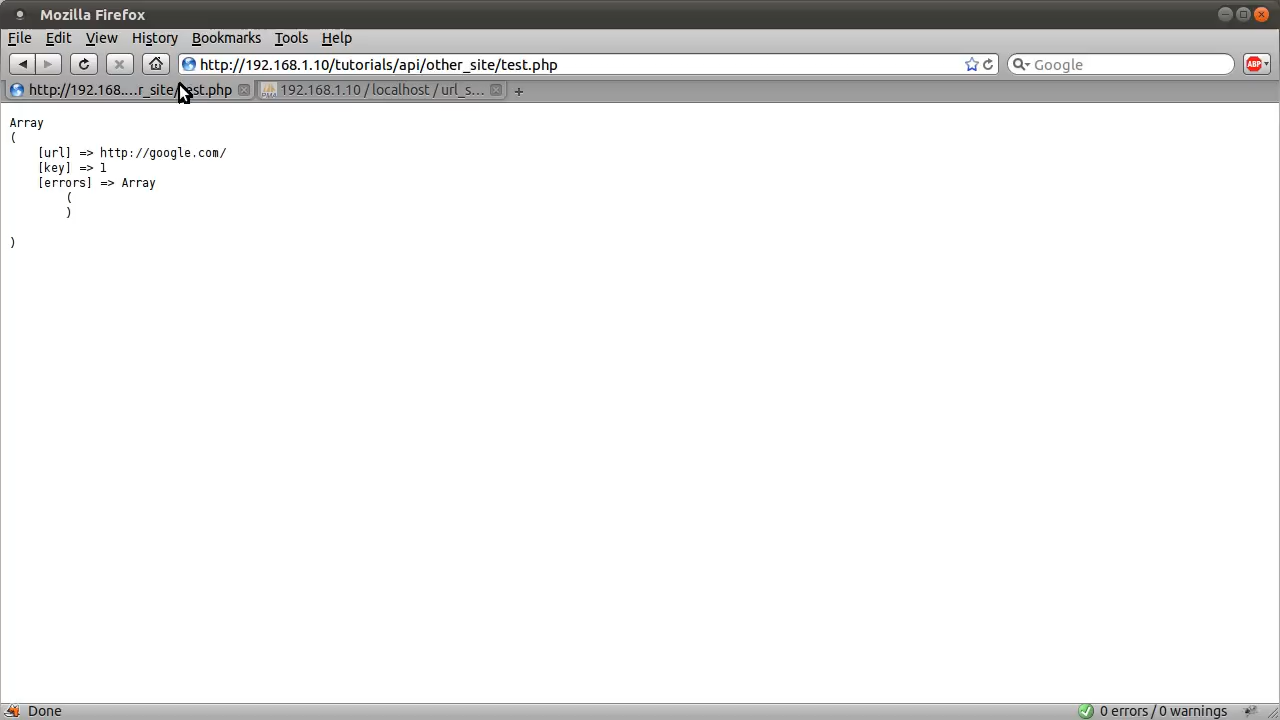 Mozilla Firefox
File Edit View History Bookmarks Tools Help
http://192.168.1.10/tutorials/api/other_site/test.php
Google
ABP
http://192.168....r_site/test.php
192.168.1.10 / localhost / url_s...
Array
(
[url] => http://google.com/
[key] => 1
[errors] => Array
(
)
)
Done
0 errors / 0 warnings